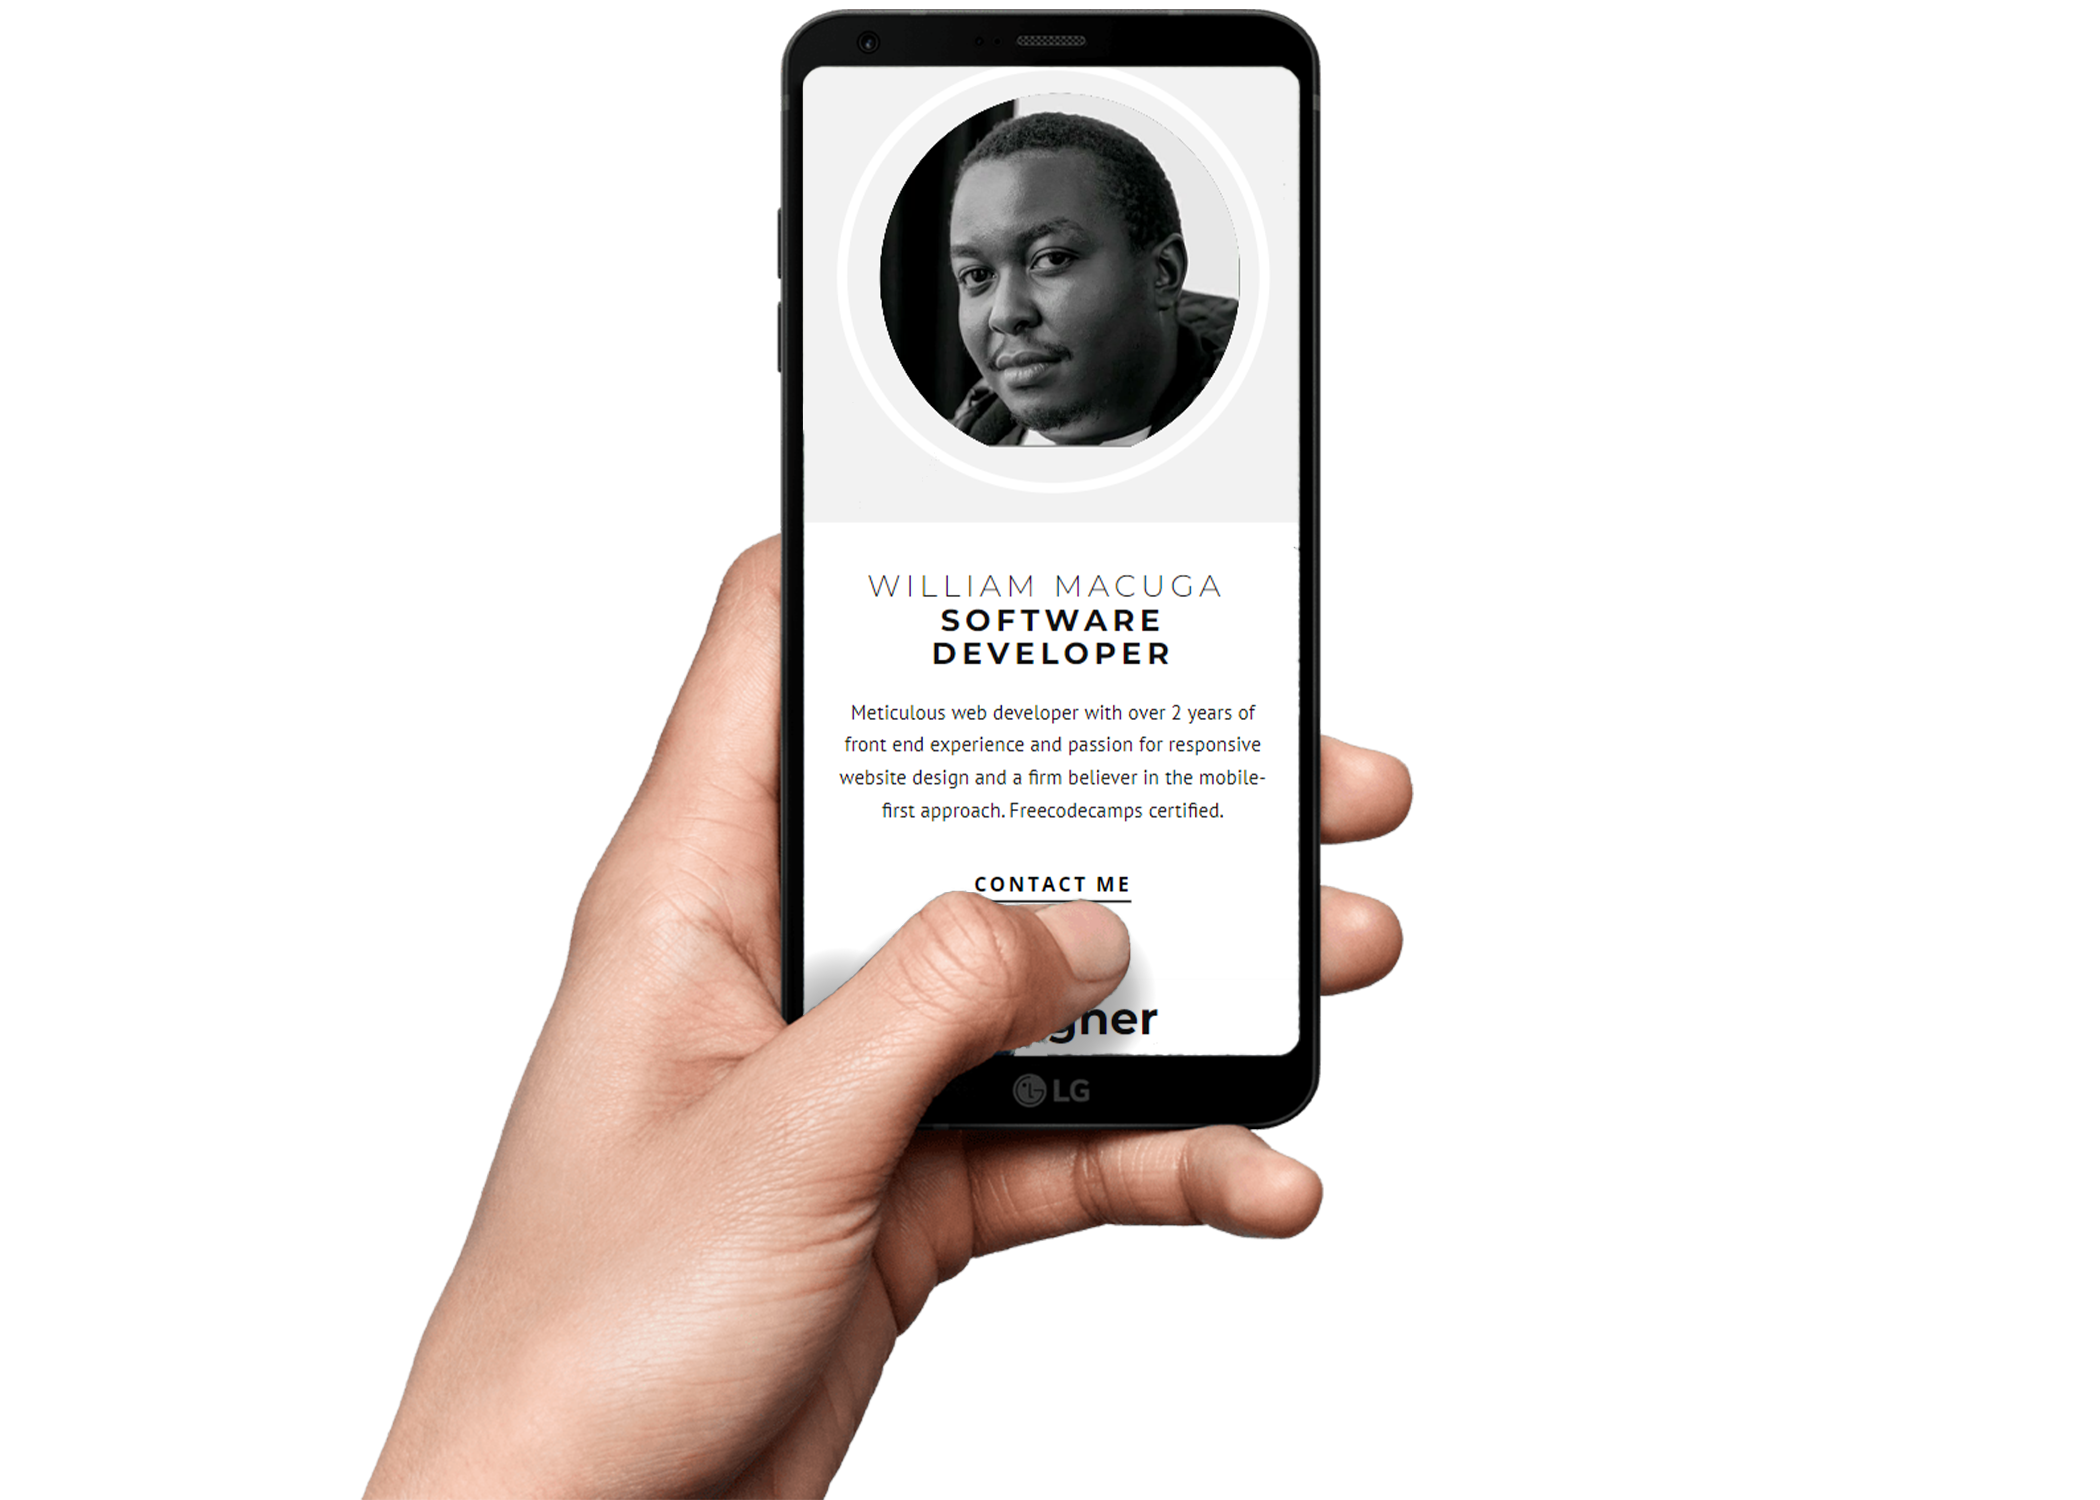 WILLIAM MACUGA
SOFTWARE
DEVELOPER
Meticulous web developer with over 2 years of
front end experience and passion for responsive
website design and a firm believer in the mobile-
first approach. Freecodecamps certified.
CONTACT ME
gner
LG